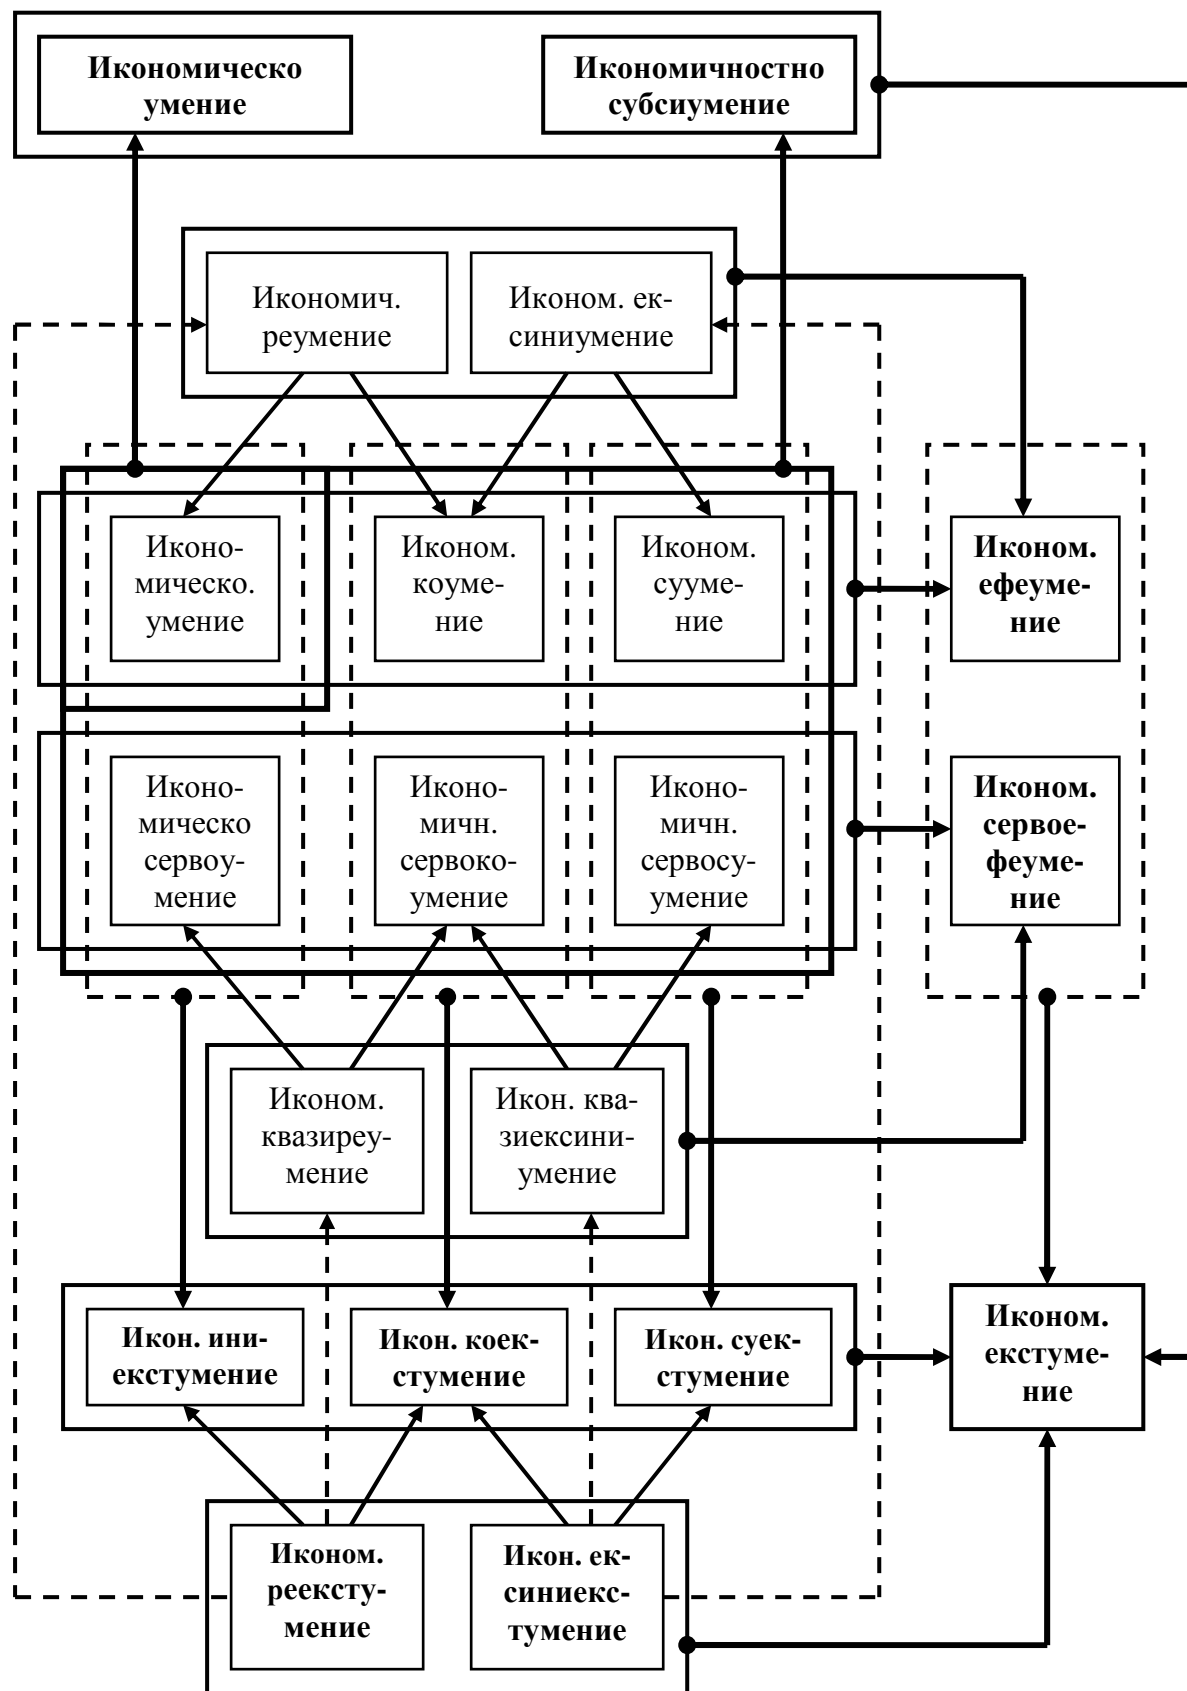 Икономическо
умение
Икономичностно
субсиумение
Икономич.
реумение
Иконом. ек-
синиумение
Иконо-
мическо.
умение
Иконом.
коуме-
ние
Иконом.
сууме-
ние
Иконом.
ефеуме-
ние
Иконо-
мическо
сервоу-
мение
Иконо-
мичн.
сервоко-
умение
Иконо-
мичн.
сервосу-
умение
Иконом.
сервое-
феуме-
ние
Иконом.
квазиреу-
мение
Икон. ква-
зиексини-
умение
Икон. ини-
екстумение
Икон. коек-
стумение
Икон. суек-
стумение
Иконом.
екстуме-
ние
Иконом.
реексту-
мение
Икон. ек-
синиекс-
тумение